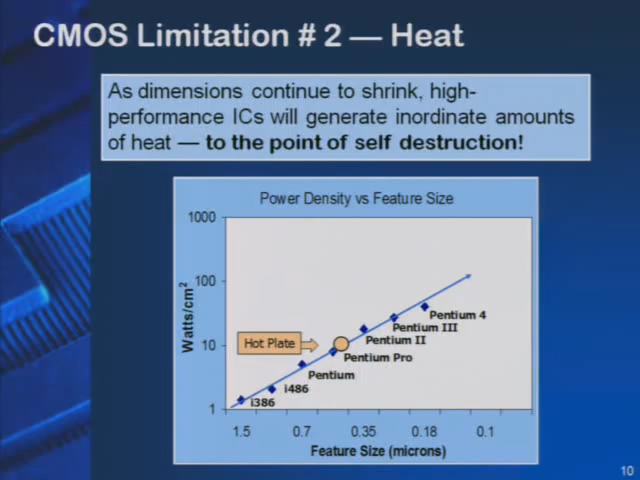 CMOS Limitation # 2 — Heat
As dimensions continue to shrink, high-
performance ICs will generate inordinate amounts
of heat — to the point of self destruction!
Power Density vs Feature Size
1000
100
10
1
Watts/cm²
Hot Plate
Pentium 4
Pentium III
Pentium II
Pentium Pro
Pentium
i486
i386
1.5 0.7 0.35 0.18 0.1
Feature Size (microns)
10